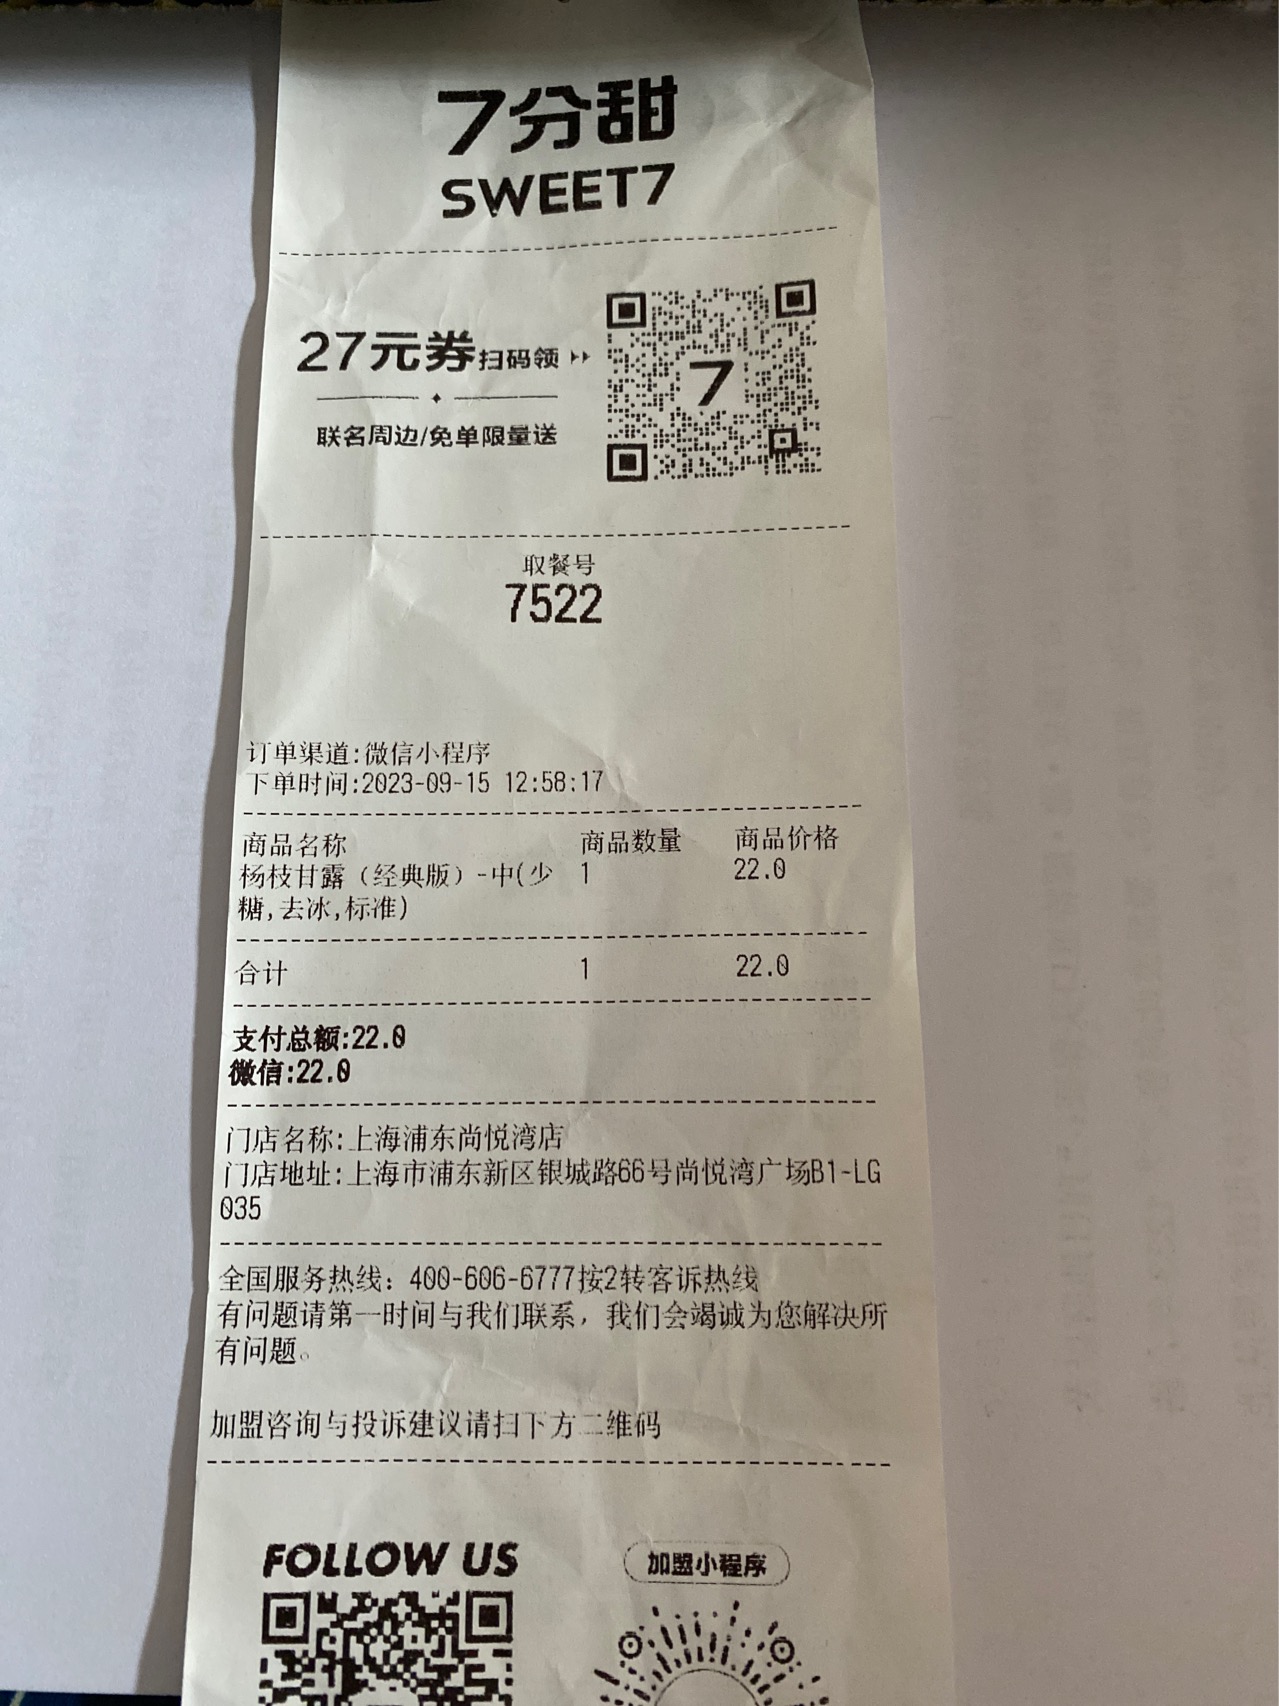 7分甜
SWEET7
27元券扫码领
联名周边/免单限量送
7
取餐号
7522
订单渠道:微信小程序
下单时间:2023-09-15 12:58:17
商品名称 商品数量 商品价格
杨枝甘露（经典版）-中(少 1 22.0
糖,去冰,标准)
合计 1 22.0
支付总额:22.0
微信:22.0
门店名称:上海浦东尚悦湾店
门店地址:上海市浦东新区银城路66号尚悦湾广场B1-LG
035
全国服务热线：400-606-6777按2转客诉热线
有问题请第一时间与我们联系，我们会竭诚为您解决所
有问题。
加盟咨询与投诉建议请扫下方二维码
FOLLOW US 加盟小程序